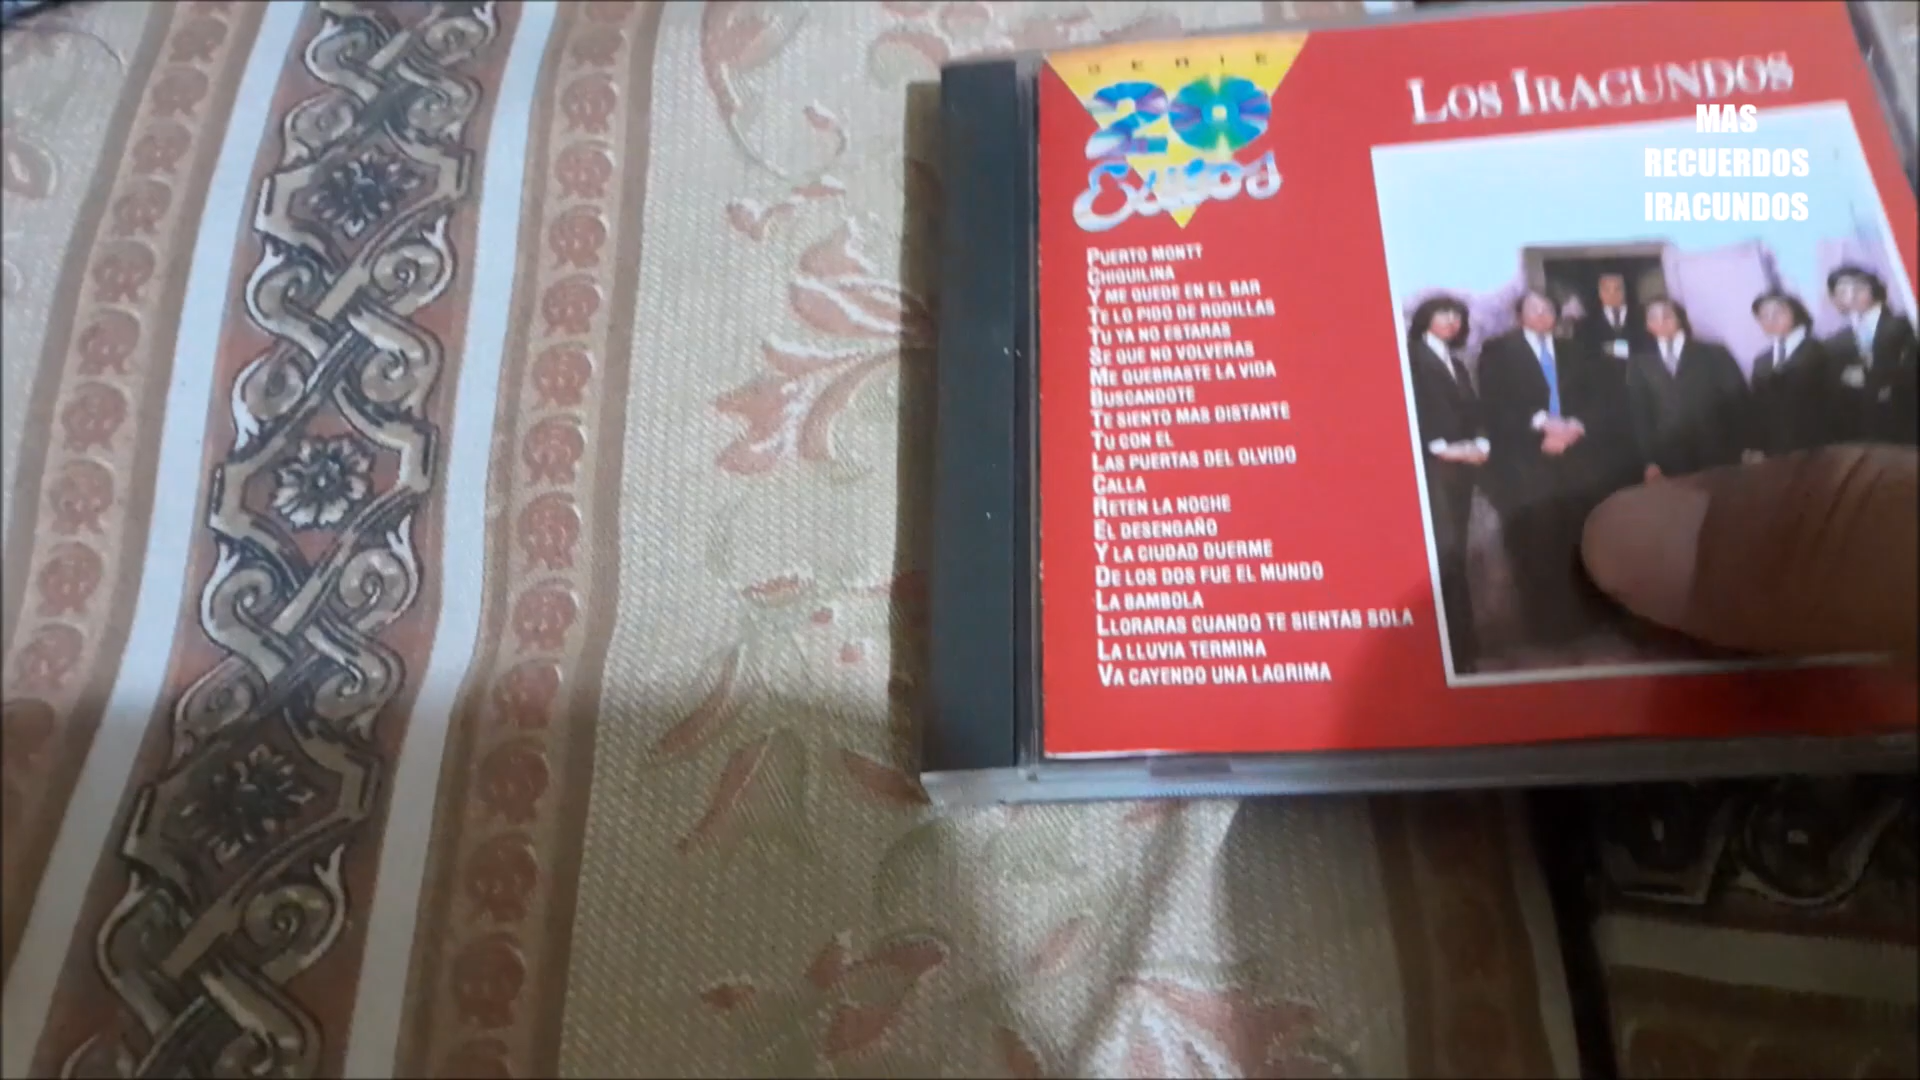 SERIE
20
Exitos
LOS IRACUNDOS
MAS
RECUERDOS
IRACUNDOS
PUERTO MONTT
CHIQUILINA
Y ME QUEDE EN EL BAR
TE LO PIDO DE RODILLAS
TU YA NO ESTARAS
SE QUE NO VOLVERAS
ME QUEBRASTE LA VIDA
BUSCANDOTE
TE SIENTO MAS DISTANTE
TU CON EL
LAS PUERTAS DEL OLVIDO
CALLA
RETEN LA NOCHE
EL DESENGAÑO
Y LA CIUDAD DUERME
DE LOS DOS FUE EL MUNDO
LA BAMBOLA
LLORARAS CUANDO TE SIENTAS SOLA
LA LLUVIA TERMINA
VA CAYENDO UNA LAGRIMA